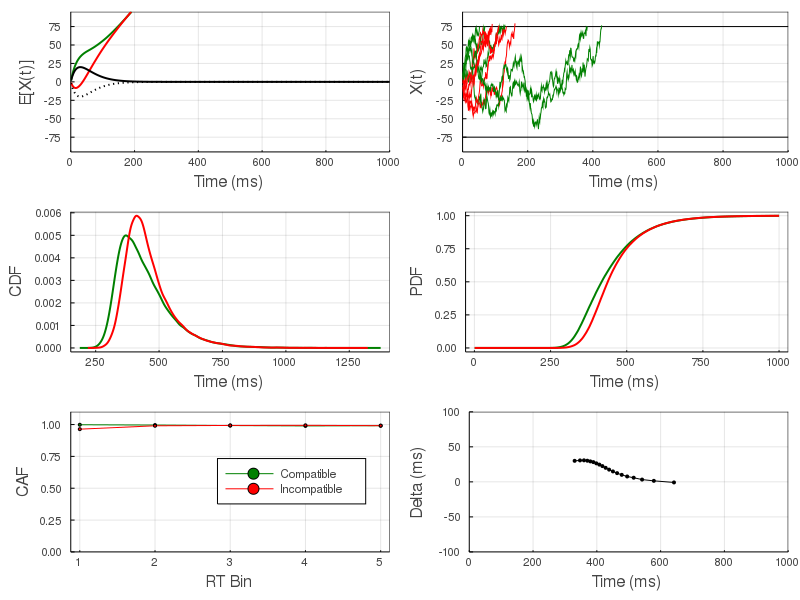 75
50
25
0
-25
-50
-75
E[X(t)]
0 200 400 600 800 1000
Time (ms)
75
50
25
0
-25
-50
-75
X(t)
0 200 400 600 800 1000
Time (ms)
0.006
0.005
0.004
0.003
0.002
0.001
0.000
CDF
250 500 750 1000 1250
Time (ms)
1.00
0.75
0.50
0.25
0.00
PDF
0 250 500 750 1000
Time (ms)
1.00
0.75
0.50
0.25
0.00
CAF
Compatible
Incompatible
1 2 3 4 5
RT Bin
100
50
0
-50
-100
Delta (ms)
0 200 400 600 800 1000
Time (ms)